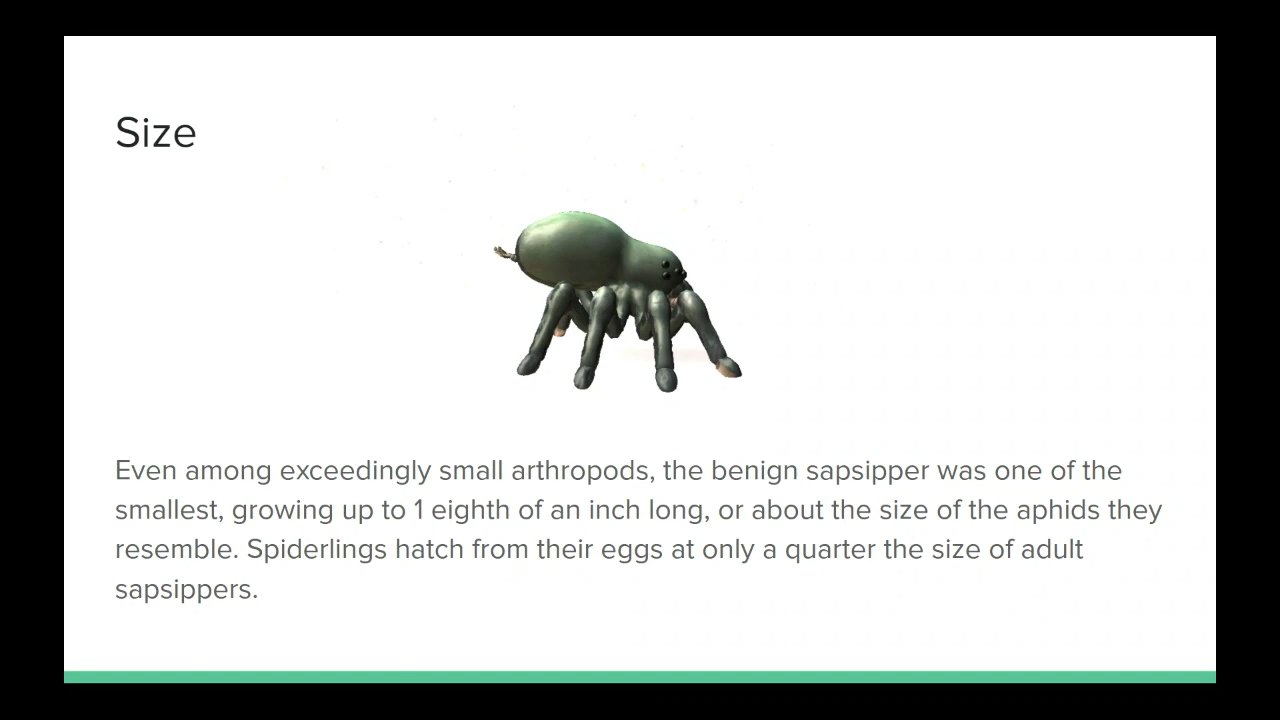 Size
Even among exceedingly small arthropods, the benign sapsipper was one of the
smallest, growing up to 1 eighth of an inch long, or about the size of the aphids they
resemble. Spiderlings hatch from their eggs at only a quarter the size of adult
sapsippers.